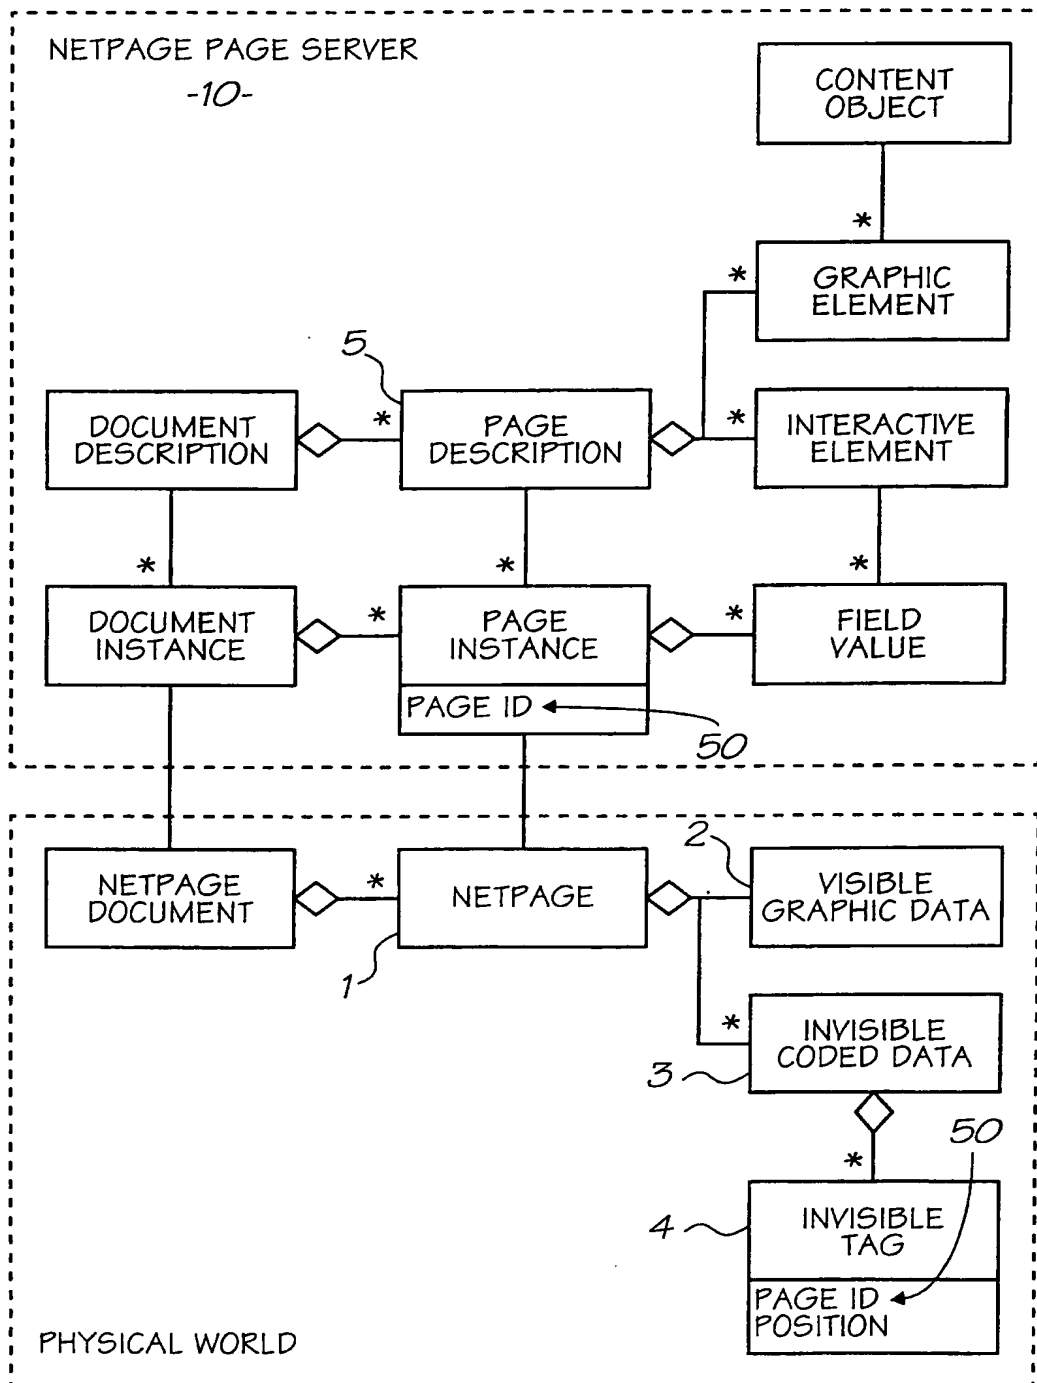 NETPAGE PAGE SERVER
-10-
CONTENT
OBJECT
*
*
GRAPHIC
ELEMENT
5
DOCUMENT
DESCRIPTION
*
PAGE
DESCRIPTION
*
INTERACTIVE
ELEMENT
*
*
*
DOCUMENT
INSTANCE
*
PAGE
INSTANCE
*
FIELD
VALUE
PAGE ID
50
NETPAGE
DOCUMENT
*
NETPAGE
1
2
VISIBLE
GRAPHIC DATA
*
INVISIBLE
CODED DATA
3
*
50
4
INVISIBLE
TAG
PAGE ID
POSITION
PHYSICAL WORLD